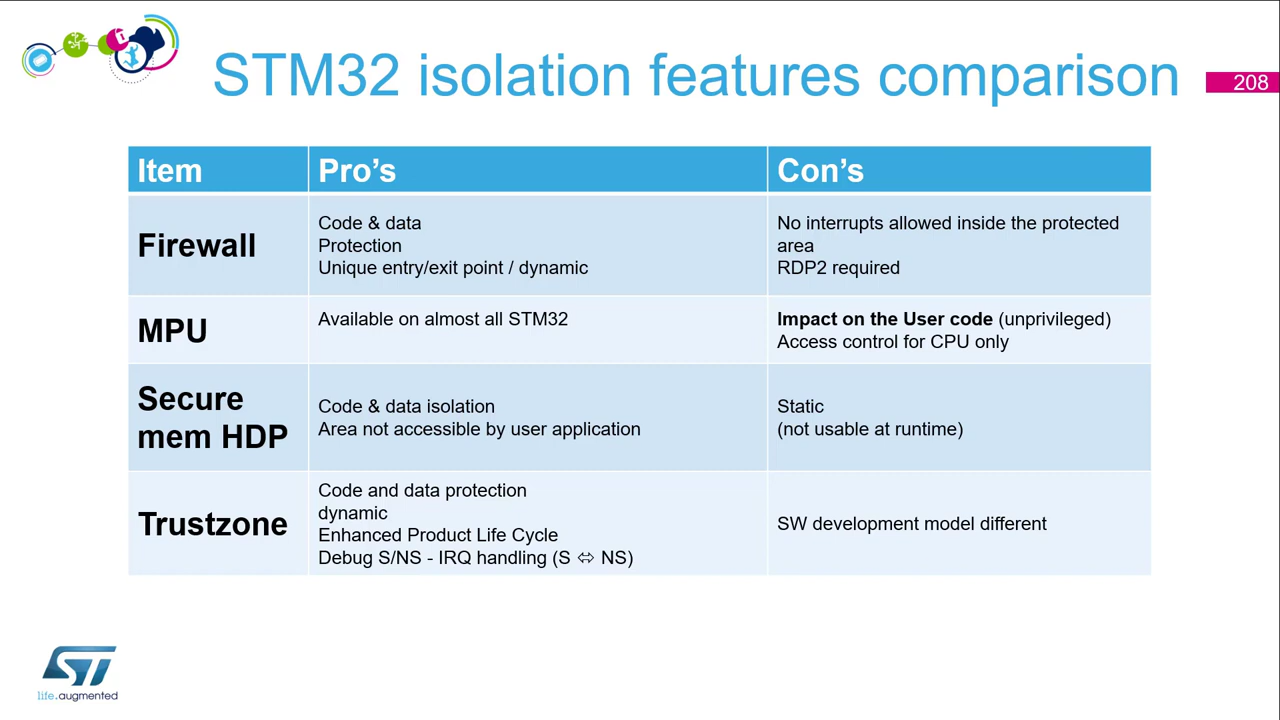 STM32 isolation features comparison
208
Item
Pro’s
Con’s
Firewall
Code & data
Protection
Unique entry/exit point / dynamic
No interrupts allowed inside the protected
area
RDP2 required
MPU
Available on almost all STM32
Impact on the User code (unprivileged)
Access control for CPU only
Secure
mem HDP
Code & data isolation
Area not accessible by user application
Static
(not usable at runtime)
Trustzone
Code and data protection
dynamic
Enhanced Product Life Cycle
Debug S/NS - IRQ handling (S ⇔ NS)
SW development model different
ST
life.augmented